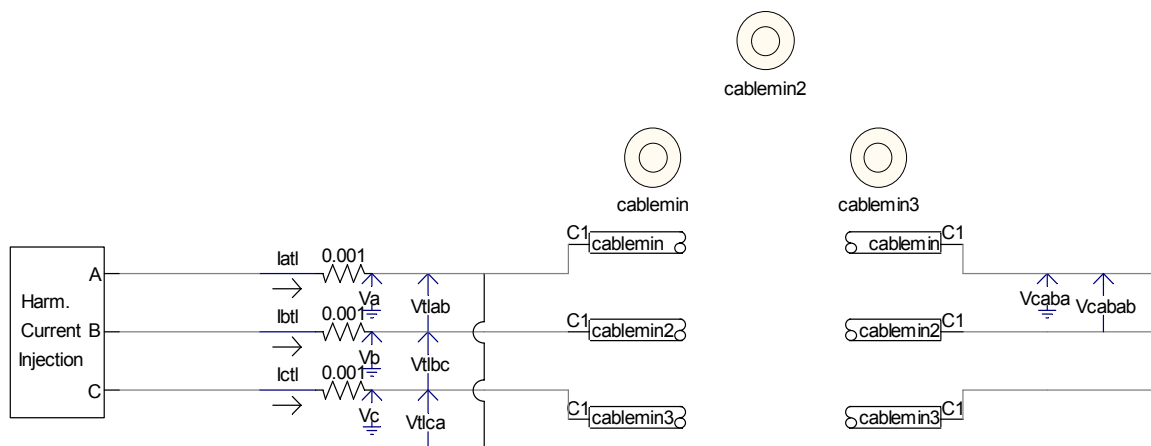 cablemin2
cablemin
cablemin3
Harm.
Current
Injection
A
B
C
Iatl
0.001
Va
Vtlab
C1
cablemin
cablemin
C1
Ibtl
0.001
Vb
Vtlbc
C1
cablemin2
cablemin2
C1
Vcaba
Vcabab
Ictl
0.001
Vc
Vtlca
C1
cablemin3
cablemin3
C1